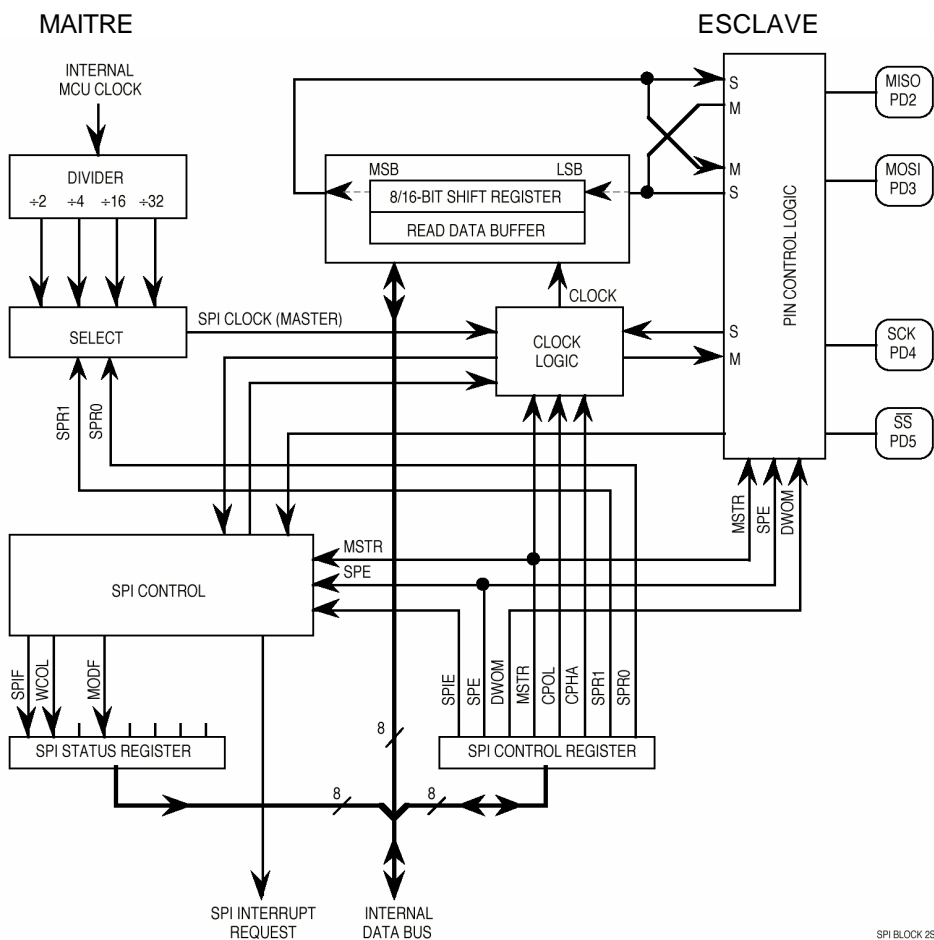 MAITRE
ESCLAVE
INTERNAL
MCU CLOCK
DIVIDER
÷2 ÷4 ÷16 ÷32
SELECT
SPI CLOCK (MASTER)
SPR1
SPR0
MSB
LSB
8/16-BIT SHIFT REGISTER
READ DATA BUFFER
CLOCK
CLOCK
LOGIC
S
M
M
S
S
M
PIN CONTROL LOGIC
MISO
PD2
MOSI
PD3
SCK
PD4
SS
PD5
MSTR
SPE
DWOM
MSTR
SPE
SPI CONTROL
SPIF
WCOL
MODF
SPIE
SPE
DWOM
MSTR
CPOL
CPHA
SPR1
SPR0
SPI STATUS REGISTER
SPI CONTROL REGISTER
8
8
8
SPI INTERRUPT
REQUEST
INTERNAL
DATA BUS
SPI BLOCK 2S